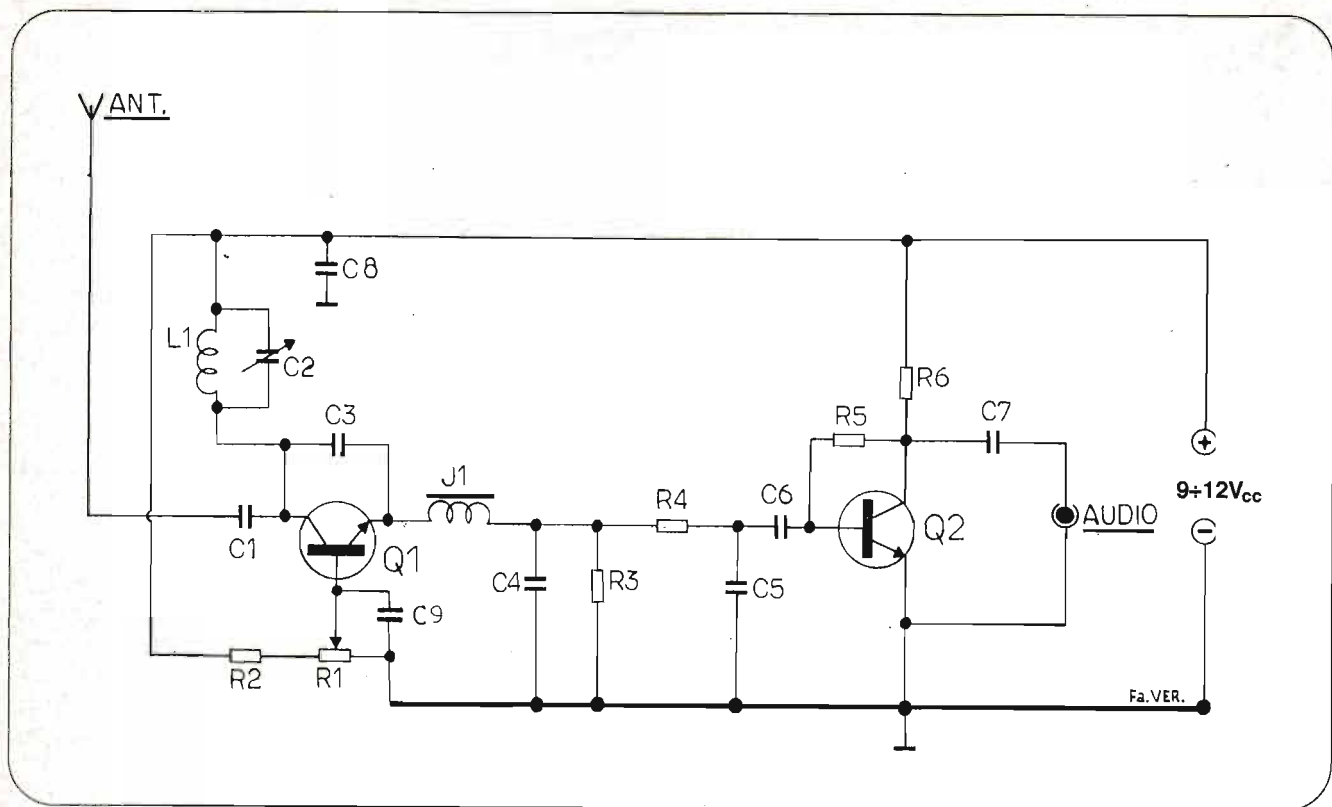 ANT.
C8
L1
C2
C3
R6
R5
C7
J1
+
9÷12Vcc
R4
C6
AUDIO
−
C1
Q1
Q2
C4
R3
C5
C9
R2
R1
Fa.VER.